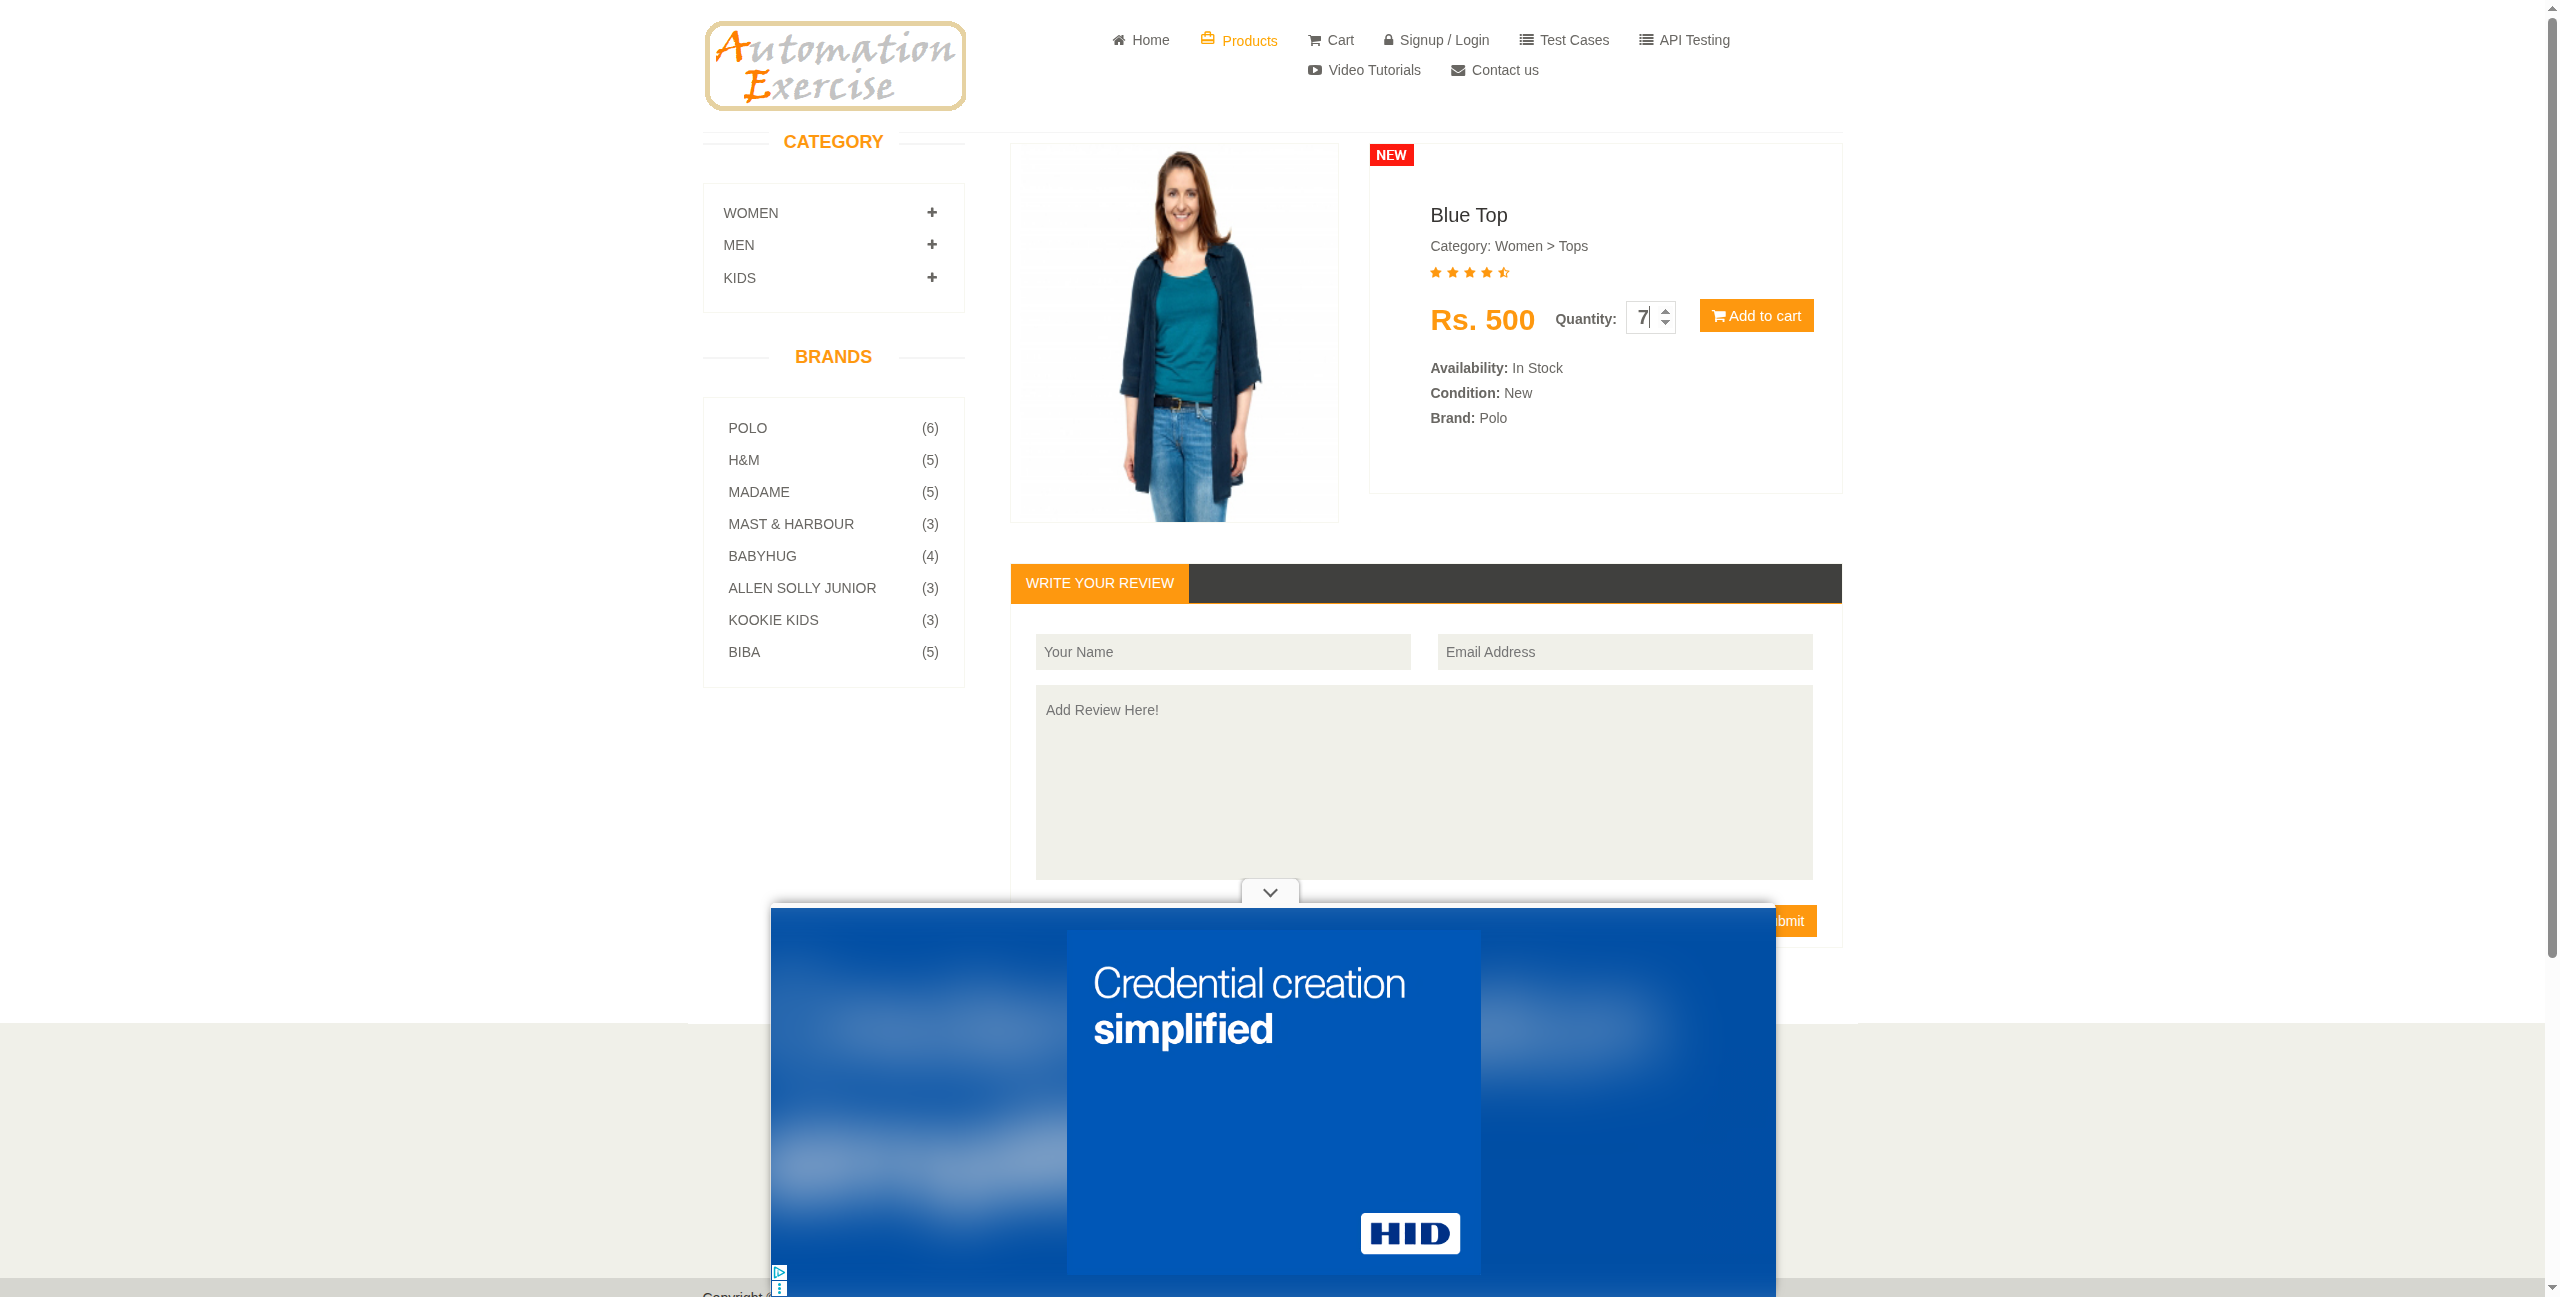 Automation
Exercise
Home
Products
Cart
Signup / Login
Test Cases
API Testing
Video Tutorials
Contact us
CATEGORY
WOMEN
MEN
KIDS
BRANDS
POLO (6)
H&M (5)
MADAME (5)
MAST & HARBOUR (3)
BABYHUG (4)
ALLEN SOLLY JUNIOR (3)
KOOKIE KIDS (3)
BIBA (5)
NEW
Blue Top
Category: Women > Tops
Rs. 500 Quantity: 7 Add to cart
Availability: In Stock
Condition: New
Brand: Polo
WRITE YOUR REVIEW
Your Name
Email Address
Add Review Here!
bmit
Credential creation
simplified
HID
Copyright ©